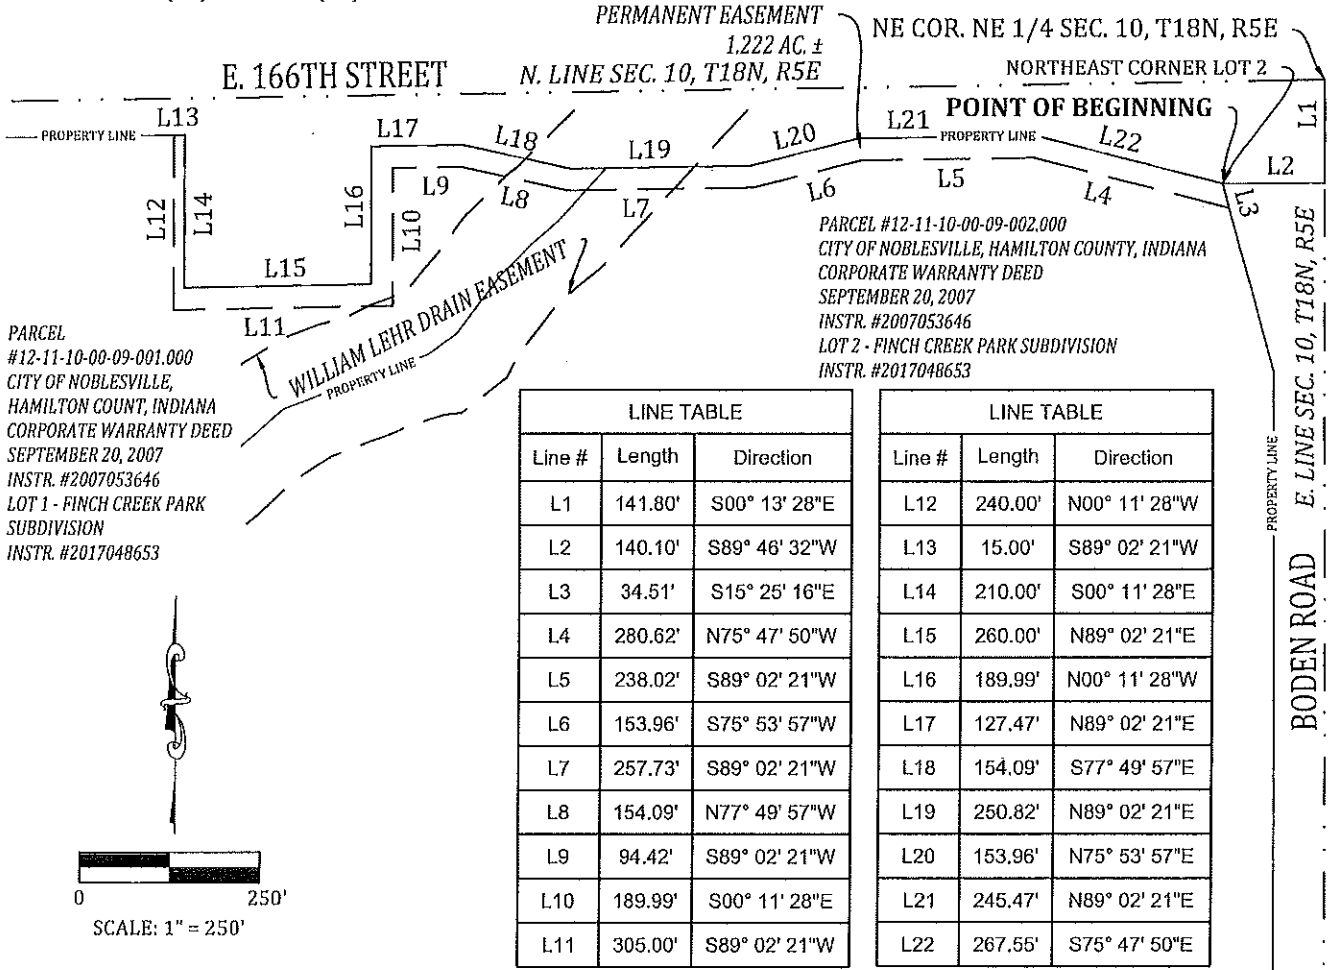 PERMANENT EASEMENT
1.222 AC. ±
NE COR. NE 1/4 SEC. 10, T18N, R5E
E. 166TH STREET
N. LINE SEC. 10, T18N, R5E
NORTHEAST CORNER LOT 2
POINT OF BEGINNING
L13
PROPERTY LINE
L17
L18
L19
L20
L21
PROPERTY LINE
L22
L1
L2
L12
L14
L16
L10
L9
L8
L7
L6
L5
L4
L3
L15
L11
WILLIAM LEHR DRAIN EASEMENT
PROPERTY LINE
PARCEL #12-11-10-00-09-002.000
CITY OF NOBLESVILLE, HAMILTON COUNTY, INDIANA
CORPORATE WARRANTY DEED
SEPTEMBER 20, 2007
INSTR. #2007053646
LOT 2 - FINCH CREEK PARK SUBDIVISION
INSTR. #2017048653
PARCEL
#12-11-10-00-09-001.000
CITY OF NOBLESVILLE,
HAMILTON COUNT, INDIANA
CORPORATE WARRANTY DEED
SEPTEMBER 20, 2007
INSTR. #2007053646
LOT 1 - FINCH CREEK PARK
SUBDIVISION
INSTR. #2017048653
E. LINE SEC. 10, T18N, R5E
PROPERTY LINE
BODEN ROAD
LINE TABLE
Line # Length Direction
L1 141.80' S00° 13' 28"E
L2 140.10' S89° 46' 32"W
L3 34.51' S15° 25' 16"E
L4 280.62' N75° 47' 50"W
L5 238.02' S89° 02' 21"W
L6 153.96' S75° 53' 57"W
L7 257.73' S89° 02' 21"W
L8 154.09' N77° 49' 57"W
L9 94.42' S89° 02' 21"W
L10 189.99' S00° 11' 28"E
L11 305.00' S89° 02' 21"W
LINE TABLE
Line # Length Direction
L12 240.00' N00° 11' 28"W
L13 15.00' S89° 02' 21"W
L14 210.00' S00° 11' 28"E
L15 260.00' N89° 02' 21"E
L16 189.99' N00° 11' 28"W
L17 127.47' N89° 02' 21"E
L18 154.09' S77° 49' 57"E
L19 250.82' N89° 02' 21"E
L20 153.96' N75° 53' 57"E
L21 245.47' N89° 02' 21"E
L22 267.55' S75° 47' 50"E
0 250'
SCALE: 1" = 250'